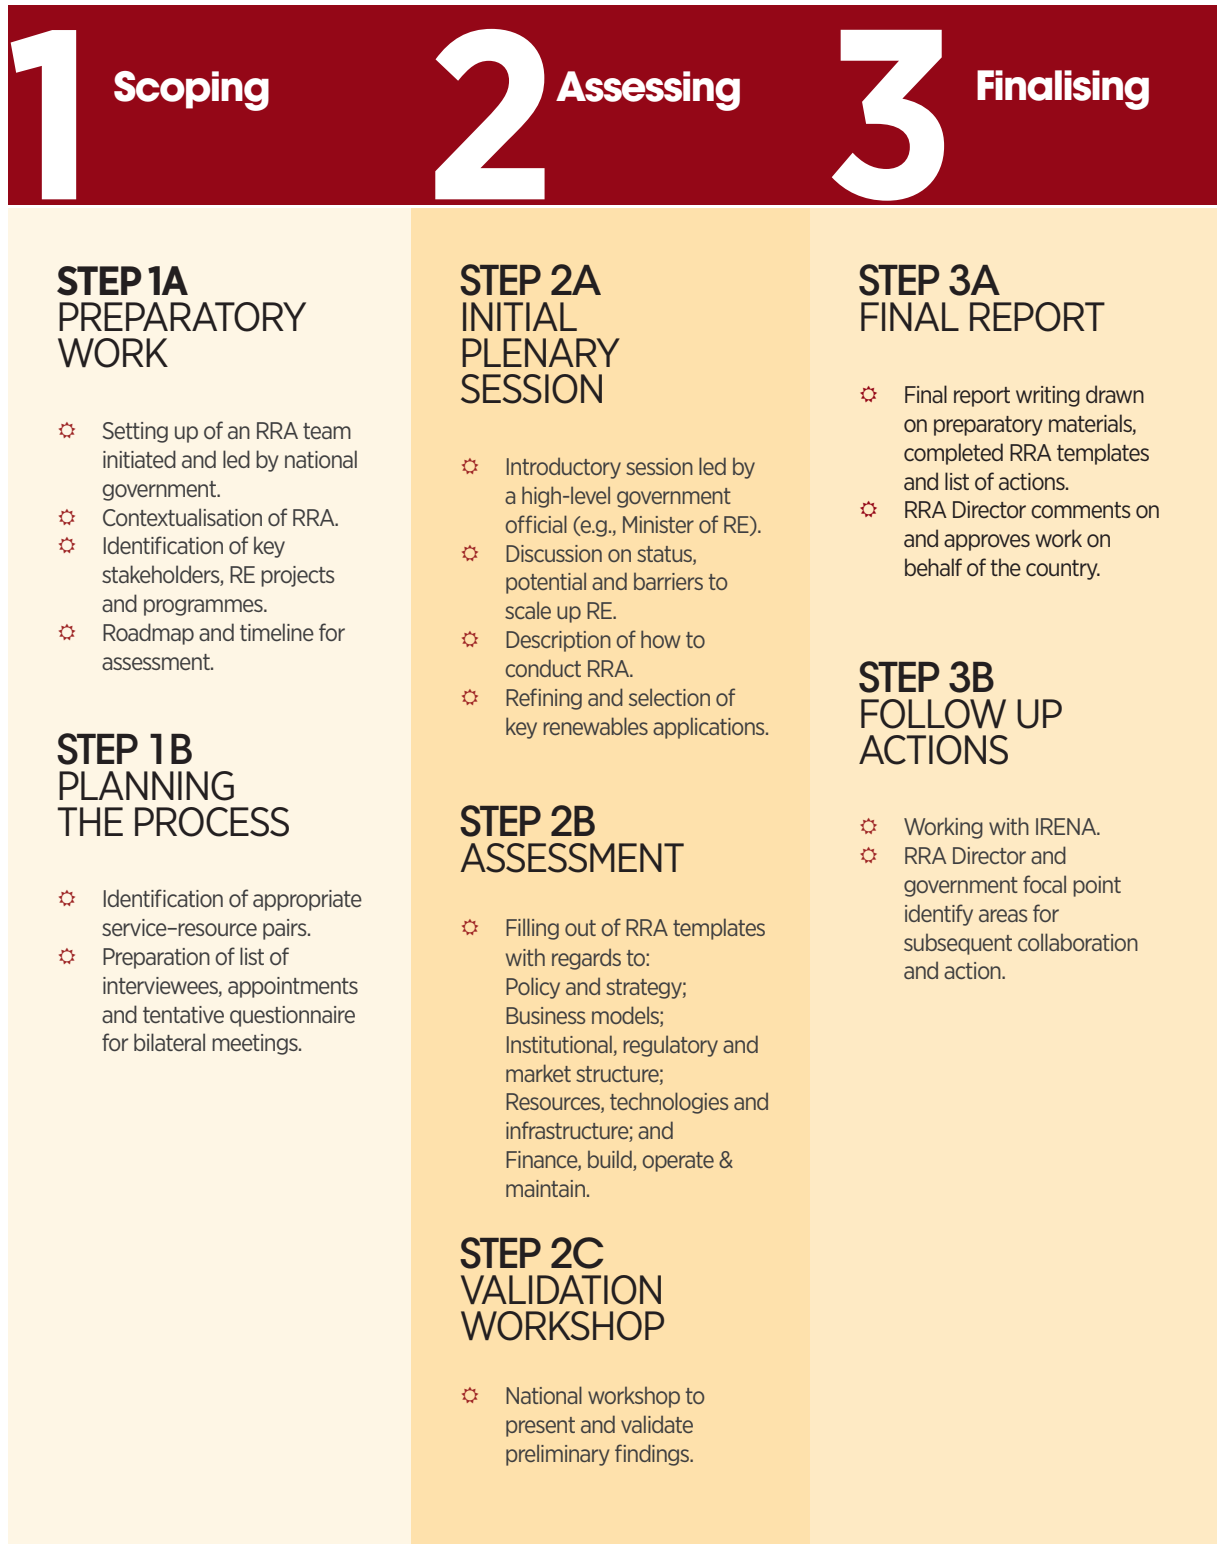 1 Scoping
STEP 1A
PREPARATORY
WORK
Setting up of an RRA team
initiated and led by national
government.
Contextualisation of RRA.
Identification of key
stakeholders, RE projects
and programmes.
Roadmap and timeline for
assessment.
STEP 1B
PLANNING
THE PROCESS
Identification of appropriate
service–resource pairs.
Preparation of list of
interviewees, appointments
and tentative questionnaire
for bilateral meetings.
2 Assessing
STEP 2A
INITIAL
PLENARY
SESSION
Introductory session led by
a high-level government
official (e.g., Minister of RE).
Discussion on status,
potential and barriers to
scale up RE.
Description of how to
conduct RRA.
Refining and selection of
key renewables applications.
STEP 2B
ASSESSMENT
Filling out of RRA templates
with regards to:
Policy and strategy;
Business models;
Institutional, regulatory and
market structure;
Resources, technologies and
infrastructure; and
Finance, build, operate &
maintain.
STEP 2C
VALIDATION
WORKSHOP
National workshop to
present and validate
preliminary findings.
3 Finalising
STEP 3A
FINAL REPORT
Final report writing drawn
on preparatory materials,
completed RRA templates
and list of actions.
RRA Director comments on
and approves work on
behalf of the country.
STEP 3B
FOLLOW UP
ACTIONS
Working with IRENA.
RRA Director and
government focal point
identify areas for
subsequent collaboration
and action.